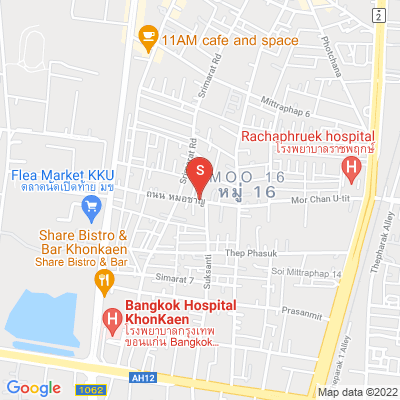 2
11AM cafe and space
Photchana
Srimarat Rd
Mittraphap 6
Rachaphruek hospital
โรงพยาบาลราชพฤกษ์
H
Flea Market KKU
ตลาดนัดเปิดท้าย มข
S
MOO 16
หมู่ 16
ถนน หมอชาญ
Mor Chan U-tit
Share Bistro &
Bar Khonkaen
Share Bistro & Bar
Thep Phasuk
Soi Mittraphap 14
Simarat 7
Suksanti
Thepharak Alley
Prasanmit
H
Bangkok Hospital
KhonKaen
โรงพยาบาลกรุงเทพ
ขอนแก่น Bangkok...
AH12
1062
Google
Map data ©2022